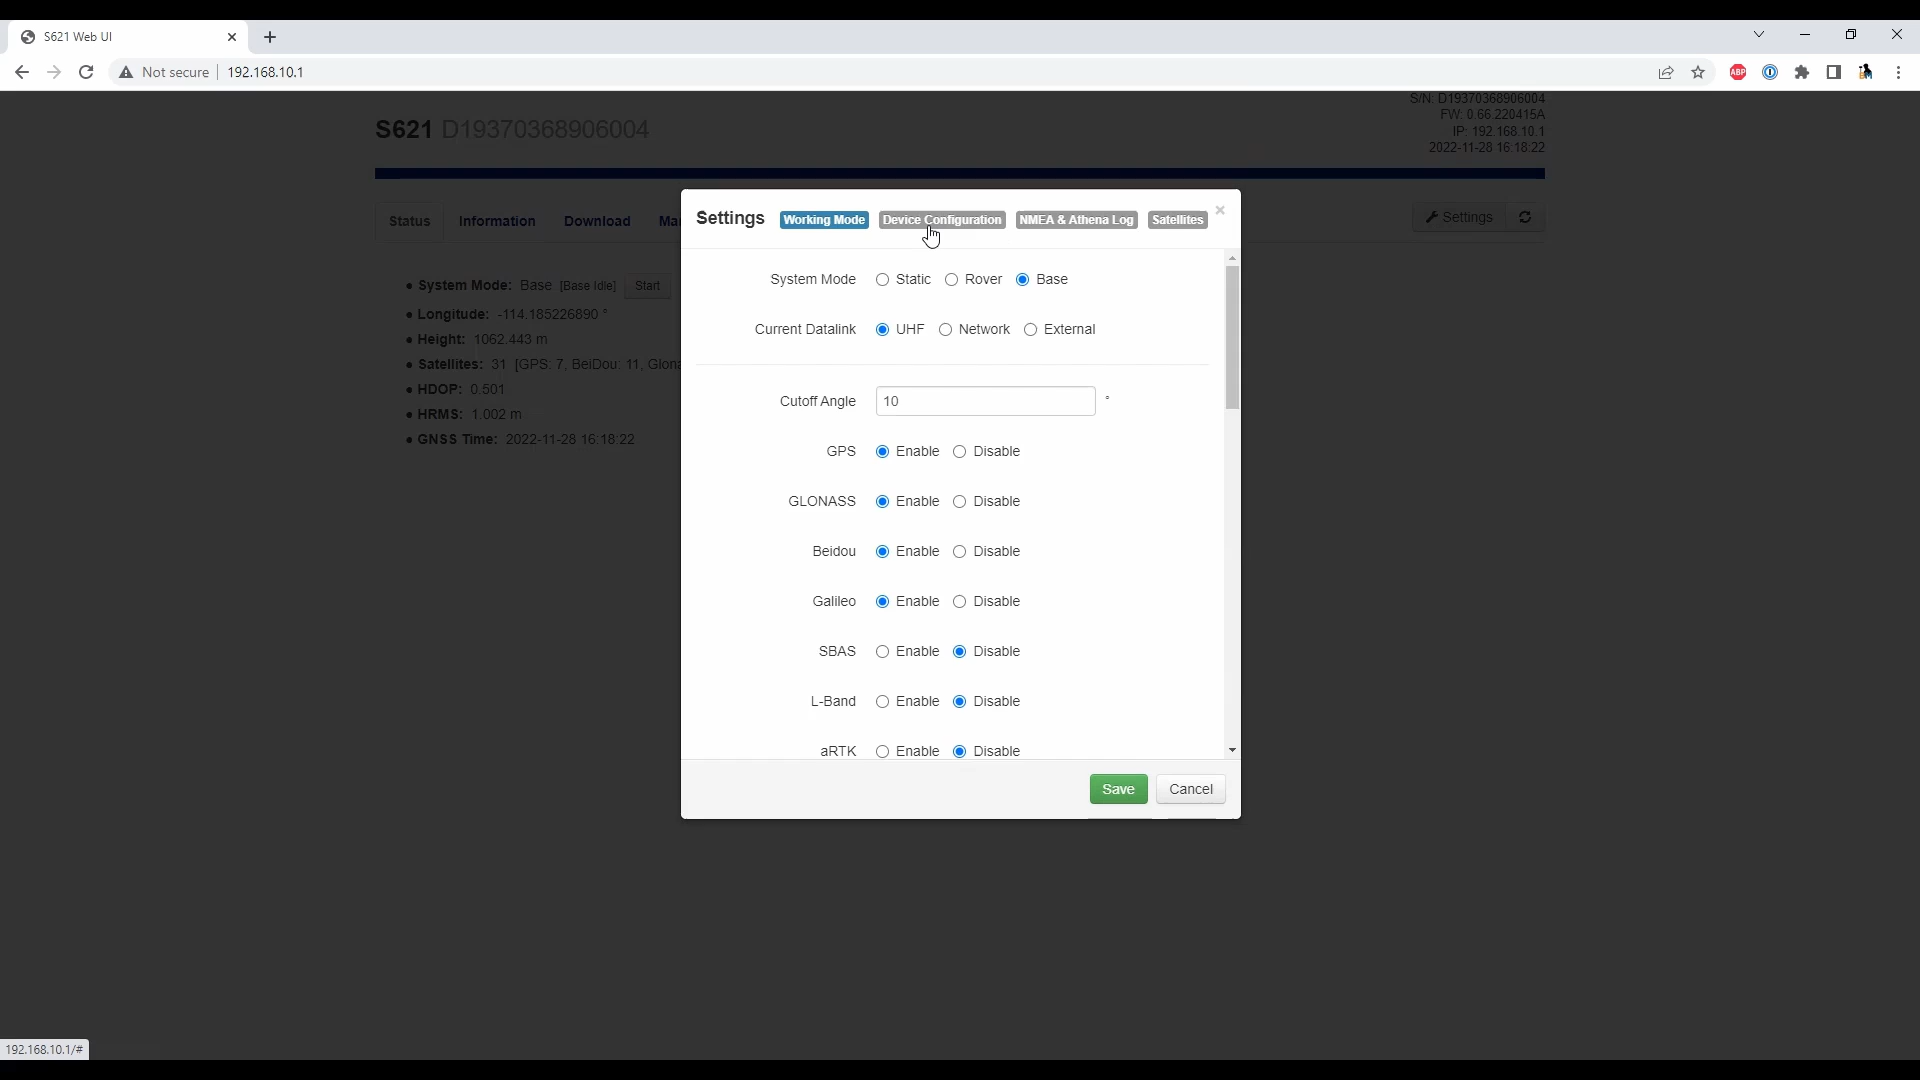 S621 Web UI
Not secure 192.168.10.1
ABP
S/N: D19370368906004
FW: 0.66.220415A
IP: 192.168.10.1
2022-11-28 16:18:22
S621 D19370368906004
Status Information Download
Settings
System Mode: Base [Base Idle] Start
Longitude: -114.185226890 °
Height: 1062.443 m
Satellites: 31 [GPS: 7, BeiDou: 11,
HDOP: 0.501
HRMS: 1.002 m
GNSS Time: 2022-11-28 16:18:22
Settings Working Mode Device Configuration NMEA & Athena Log Satellites ×
System Mode Static Rover Base
Current Datalink UHF Network External
Cutoff Angle 10 °
GPS Enable Disable
GLONASS Enable Disable
Beidou Enable Disable
Galileo Enable Disable
SBAS Enable Disable
L-Band Enable Disable
aRTK Enable Disable
Save Cancel
192.168.10.1/#